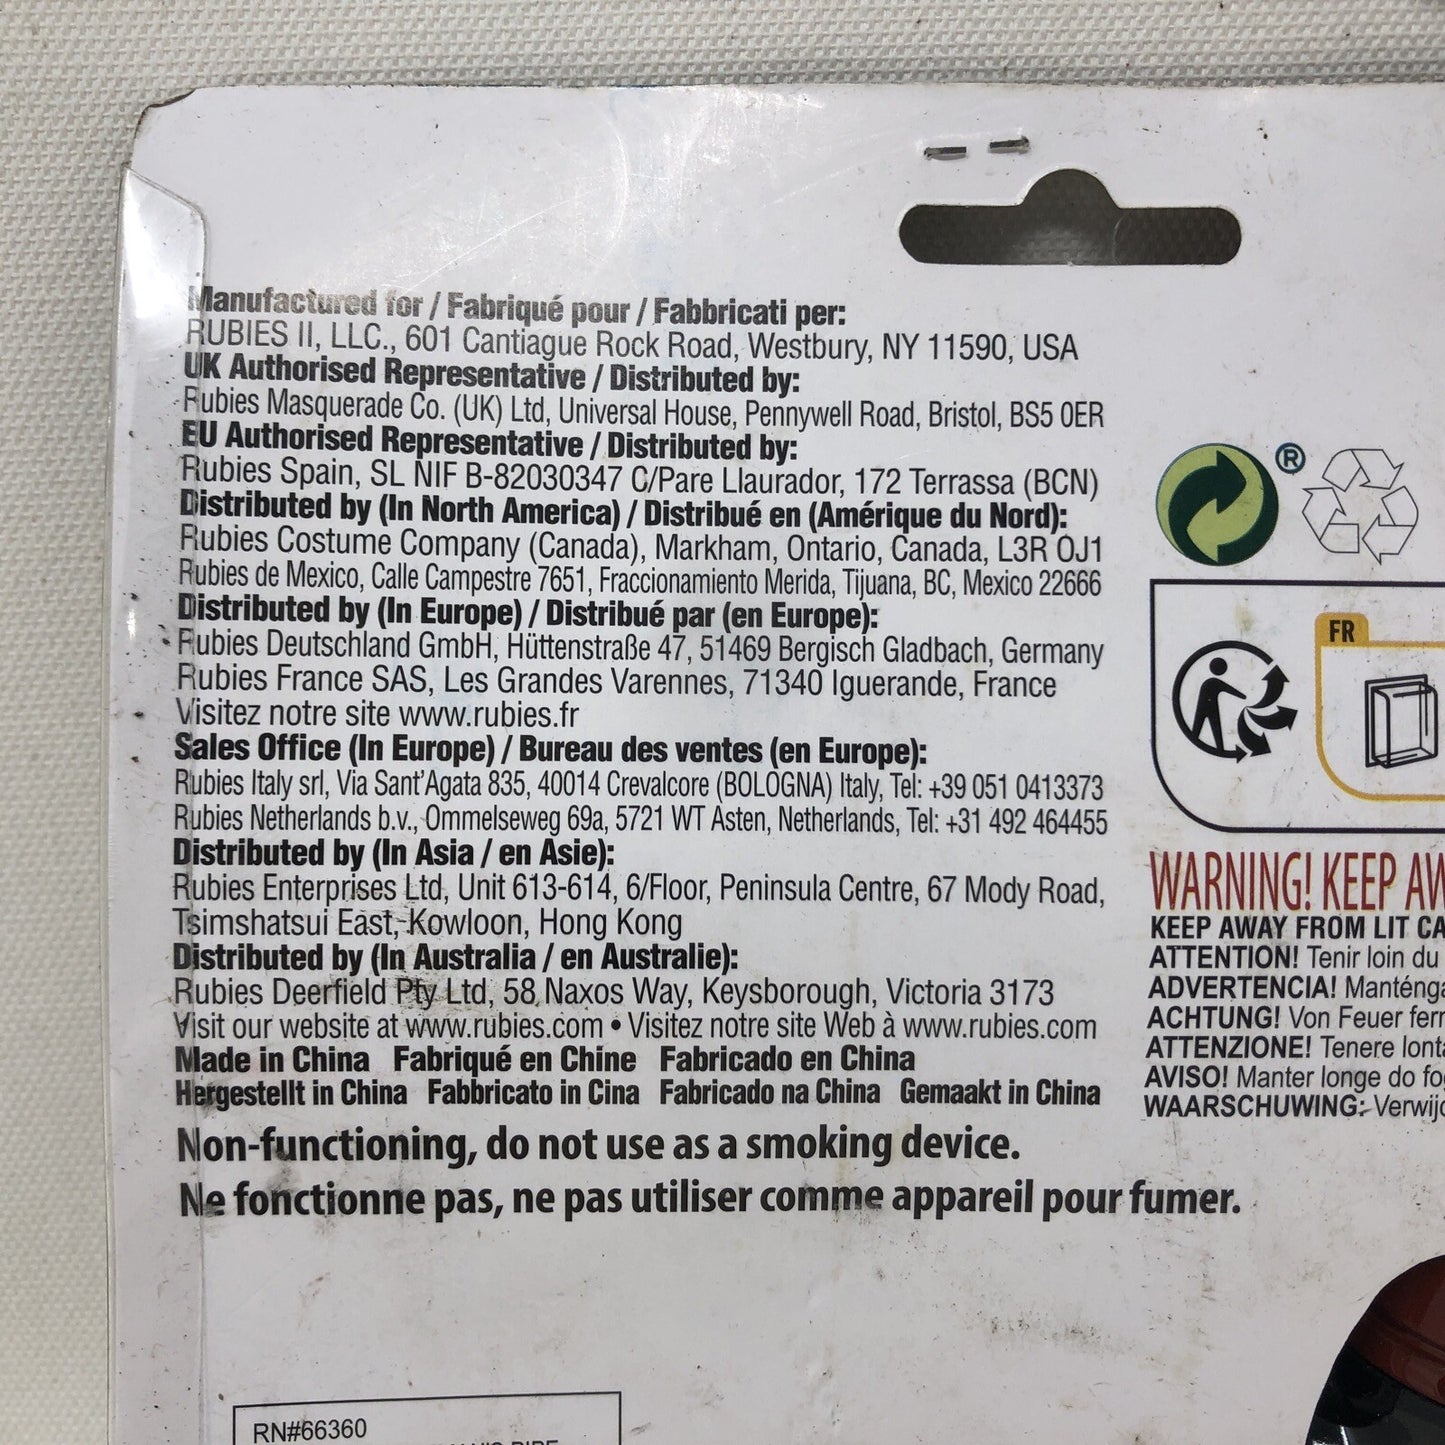 Manufactured for / Fabriqué pour / Fabbricati per:
RUBIES II, LLC., 601 Cantiague Rock Road, Westbury, NY 11590, USA
UK Authorised Representative / Distributed by:
Rubies Masquerade Co. (UK) Ltd, Universal House, Pennywell Road, Bristol, BS5 0ER
EU Authorised Representative / Distributed by:
Rubies Spain, SL NIF B-82030347 C/Pare Llaurador, 172 Terrassa (BCN)
Distributed by (In North America) / Distribué en (Amérique du Nord):
Rubies Costume Company (Canada), Markham, Ontario, Canada, L3R OJ1
Rubies de Mexico, Calle Campestre 7651, Fraccionamiento Merida, Tijuana, BC, Mexico 22666
Distributed by (In Europe) / Distribué par (en Europe):
Rubies Deutschland GmbH, Hüttenstraße 47, 51469 Bergisch Gladbach, Germany
Rubies France SAS, Les Grandes Varennes, 71340 Iguerande, France
Visitez notre site www.rubies.fr
Sales Office (In Europe) / Bureau des ventes (en Europe):
Rubies Italy srl, Via Sant'Agata 835, 40014 Crevalcore (BOLOGNA) Italy, Tel: +39 051 0413373
Rubies Netherlands b.v., Ommelseweg 69a, 5721 WT Asten, Netherlands, Tel: +31 492 464455
Distributed by (In Asia / en Asie):
Rubies Enterprises Ltd, Unit 613-614, 6/Floor, Peninsula Centre, 67 Mody Road,
Tsimshatsui East, Kowloon, Hong Kong
Distributed by (In Australia / en Australie):
Rubies Deerfield Pty Ltd, 58 Naxos Way, Keysborough, Victoria 3173
Visit our website at www.rubies.com • Visitez notre site Web à www.rubies.com
Made in China Fabriqué en Chine Fabricado en China
Hergestellt in China Fabbricato in Cina Fabricado na China Gemaakt in China
Non-functioning, do not use as a smoking device.
Ne fonctionne pas, ne pas utiliser comme appareil pour fumer.
RN#66360
®
FR
WARNING! KEEP AW
KEEP AWAY FROM LIT CA
ATTENTION! Tenir loin du
ADVERTENCIA! Manténga
ACHTUNG! Von Feuer fern
ATTENZIONE! Tenere lonta
AVISO! Manter longe do fo
WAARSCHUWING: Verwij